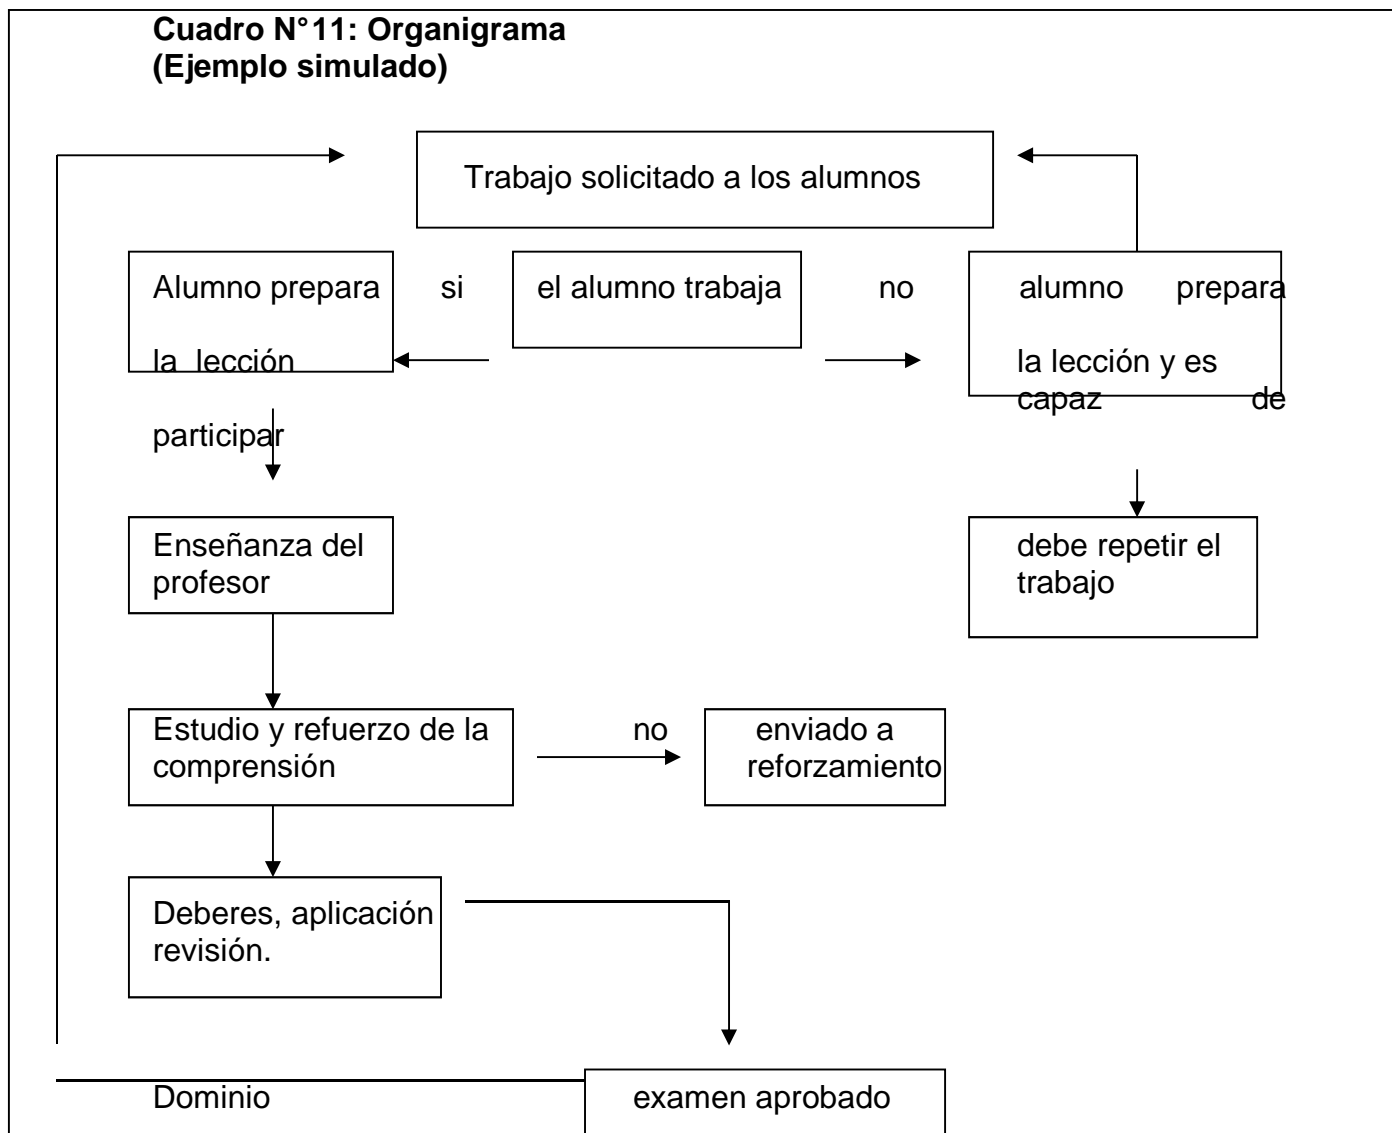 Cuadro N°11: Organigrama
(Ejemplo simulado)
Trabajo solicitado a los alumnos
Alumno prepara si el alumno trabaja no alumno prepara
la lección la lección y es
capaz de
participar
Enseñanza del debe repetir el
profesor trabajo
Estudio y refuerzo de la no enviado a
comprensión reforzamiento
Deberes, aplicación
revisión.
Dominio examen aprobado